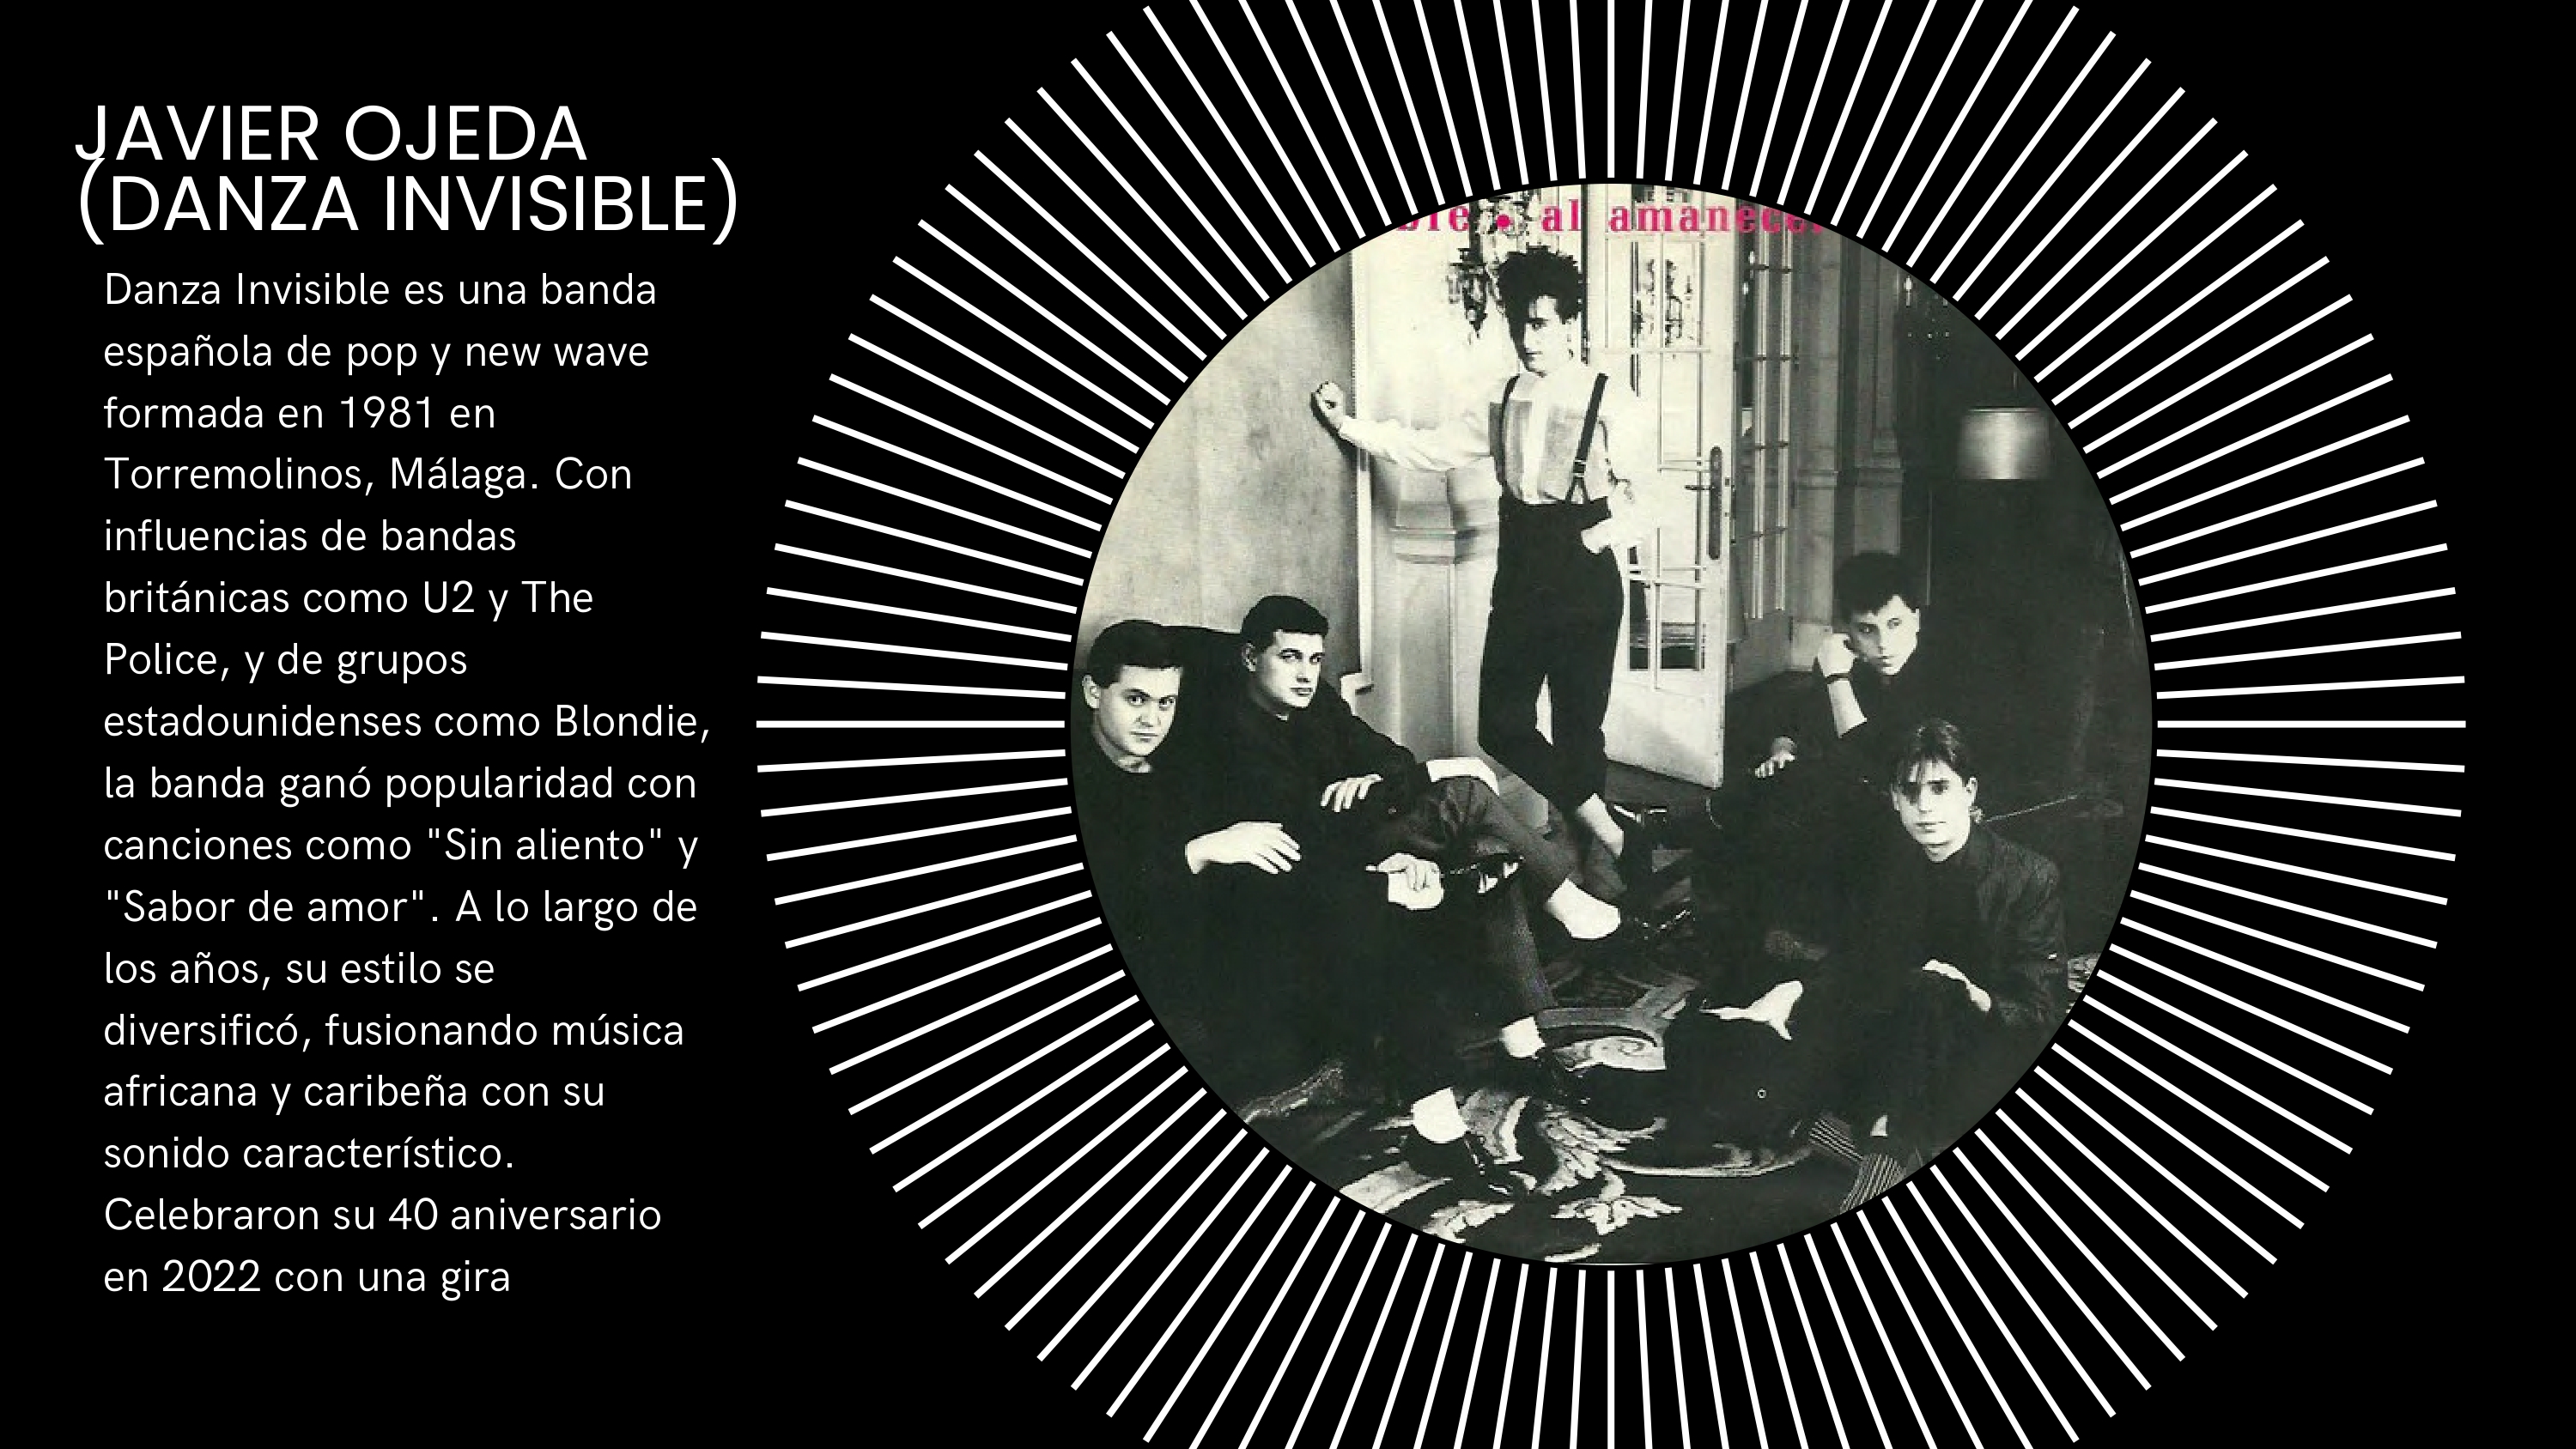 JAVIER OJEDA
(DANZA INVISIBLE)
Danza Invisible es una banda
española de pop y new wave
formada en 1981 en
Torremolinos, Málaga. Con
influencias de bandas
británicas como U2 y The
Police, y de grupos
estadounidenses como Blondie,
la banda ganó popularidad con
canciones como "Sin aliento" y
"Sabor de amor". A lo largo de
los años, su estilo se
diversificó, fusionando música
africana y caribeña con su
sonido característico.
Celebraron su 40 aniversario
en 2022 con una gira
al amanecer